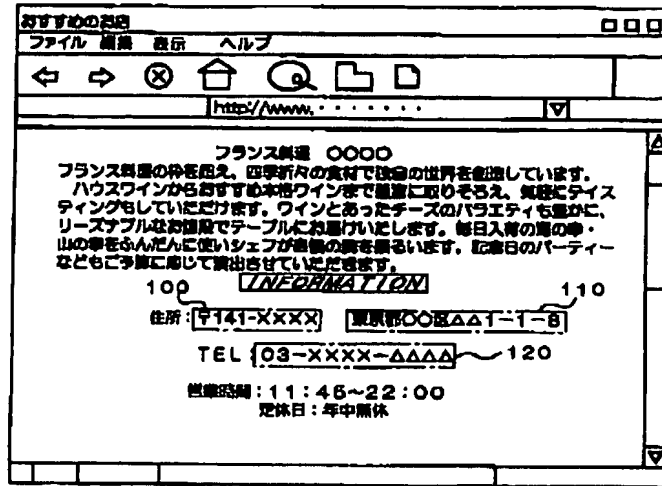 おすすめのお店
ファイル 編集 表示 ヘルプ
http://www.・・・・・・・
フランス料理 〇〇〇〇
フランス料理の枠を超え、四季折々の食材で独自の世界を創造しています。
ハウスワインからおすすめ本格ワインまで豊富に取りそろえ、気軽にテイス
ティングもしていただけます。ワインとあったチーズのバラエティも豊かに、
リーズナブルなお値段でテーブルにお届けいたします。毎日入荷の海の幸・
山の幸をふんだんに使いシェフが自慢の腕を振るいます。記念日のパーティー
などもご予算に応じて演出させていただきます。
INFORMATION
100 110
住所:〒141-XXXX 東京都〇〇区△△1-1-8
TEL:03-XXXX-△△△△ 120
営業時間:11:45~22:00
定休日:年中無休